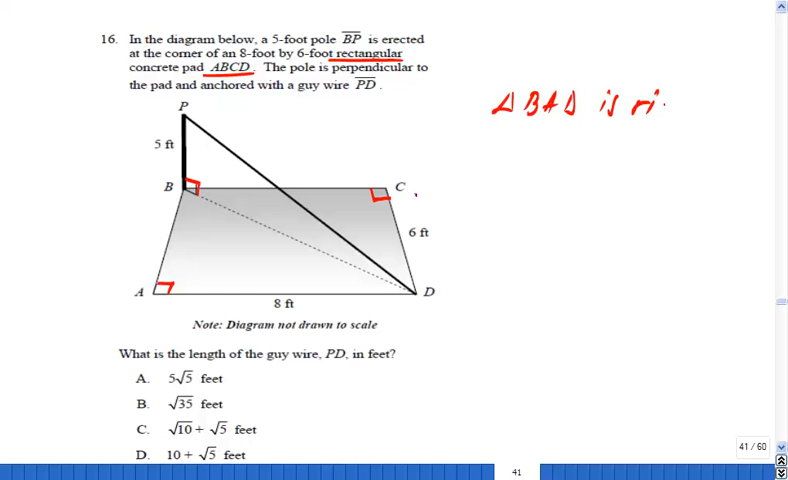 16. In the diagram below, a 5-foot pole BP is erected
at the corner of an 8-foot by 6-foot rectangular
concrete pad ABCD. The pole is perpendicular to
the pad and anchored with a guy wire PD.
Δ BAD is ri
P
5 ft
B
C
6 ft
A
D
8 ft
Note: Diagram not drawn to scale
What is the length of the guy wire, PD, in feet?
A. 5√5 feet
B. √35 feet
C. √10 + √5 feet
D. 10 + √5 feet
41 / 60
41